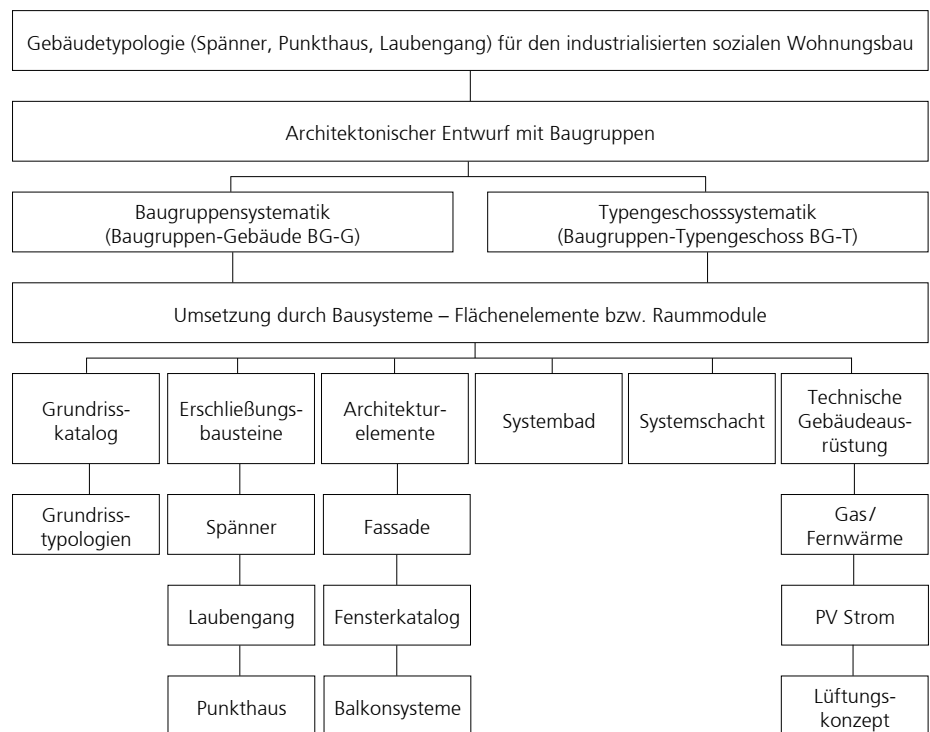 Gebäudetypologie (Spänner, Punkthaus, Laubengang) für den industrialisierten sozialen Wohnungsbau
Architektonischer Entwurf mit Baugruppen
Baugruppensystematik
(Baugruppen-Gebäude BG-G)
Typengeschosssystematik
(Baugruppen-Typengeschoss BG-T)
Umsetzung durch Bausysteme – Flächenelemente bzw. Raummodule
Grundriss-
katalog
Erschließungs-
bausteine
Architektur-
elemente
Systembad
Systemschacht
Technische
Gebäudeaus-
rüstung
Grundriss-
typologien
Spänner
Fassade
Gas/
Fernwärme
Laubengang
Fensterkatalog
PV Strom
Punkthaus
Balkonsysteme
Lüftungs-
konzept